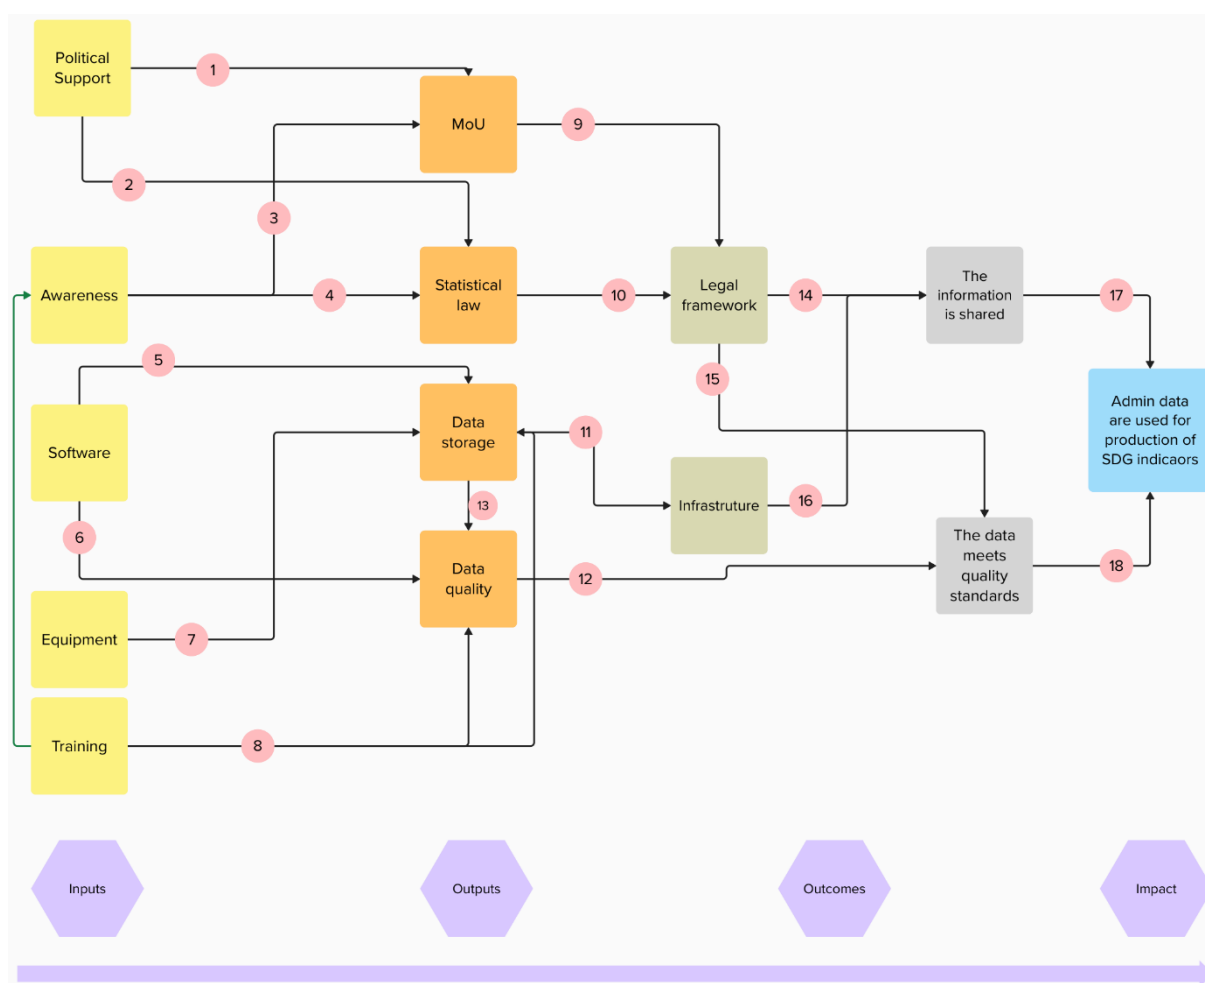 Political
Support
1
MoU
9
2
3
Awareness
4
Statistical
law
10
Legal
framework
14
The
information
is shared
17
5
15
Software
Data
storage
11
Admin data
are used for
production of
SDG indicaors
6
13
Infrastruture
16
Data
quality
12
The data
meets
quality
standards
18
Equipment
7
Training
8
Inputs
Outputs
Outcomes
Impact